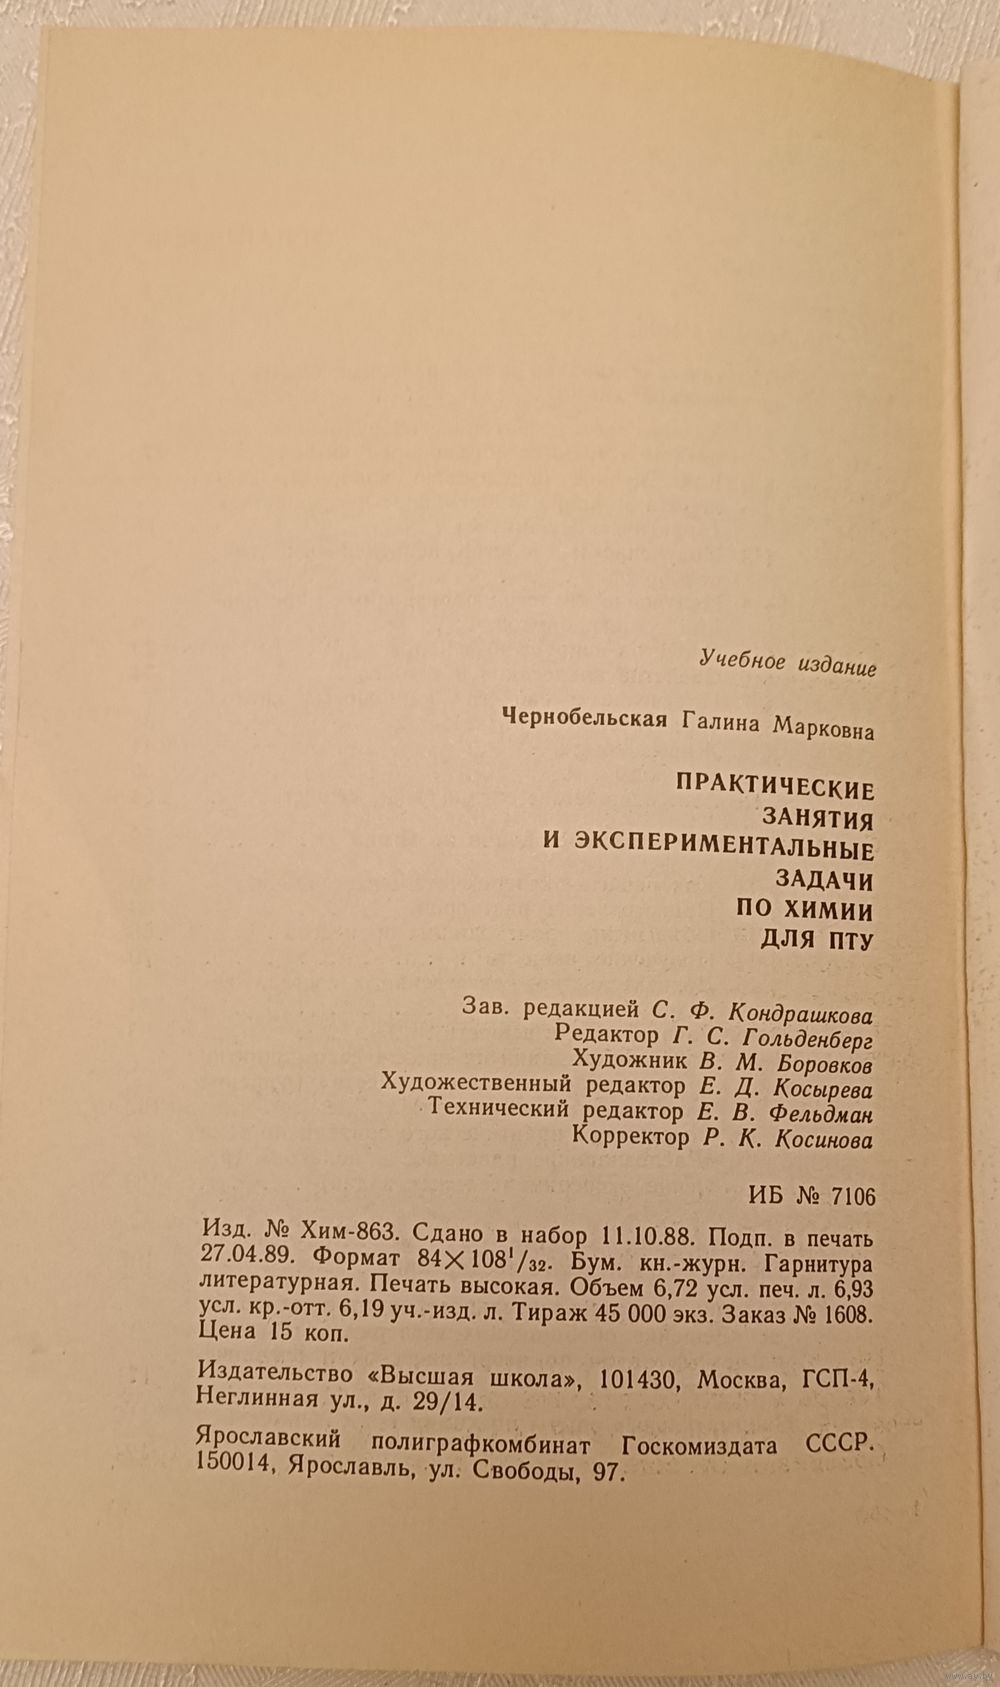 Учебное издание
Чернобельская Галина Марковна
ПРАКТИЧЕСКИЕ
ЗАНЯТИЯ
И ЭКСПЕРИМЕНТАЛЬНЫЕ
ЗАДАЧИ
ПО ХИМИИ
ДЛЯ ПТУ
Зав. редакцией С. Ф. Кондрашкова
Редактор Г. С. Гольденберг
Художник В. М. Боровков
Художественный редактор Е. Д. Косырева
Технический редактор Е. В. Фельдман
Корректор Р. К. Косинова
ИБ № 7106
Изд. № Хим-863. Сдано в набор 11.10.88. Подп. в печать
27.04.89. Формат 84×108¹/₃₂. Бум. кн.-журн. Гарнитура
литературная. Печать высокая. Объем 6,72 усл. печ. л. 6,93
усл. кр.-отт. 6,19 уч.-изд. л. Тираж 45 000 экз. Заказ № 1608.
Цена 15 коп.
Издательство «Высшая школа», 101430, Москва, ГСП-4,
Неглинная ул., д. 29/14.
Ярославский полиграфкомбинат Госкомиздата СССР.
150014, Ярославль, ул. Свободы, 97.
www.ay.by